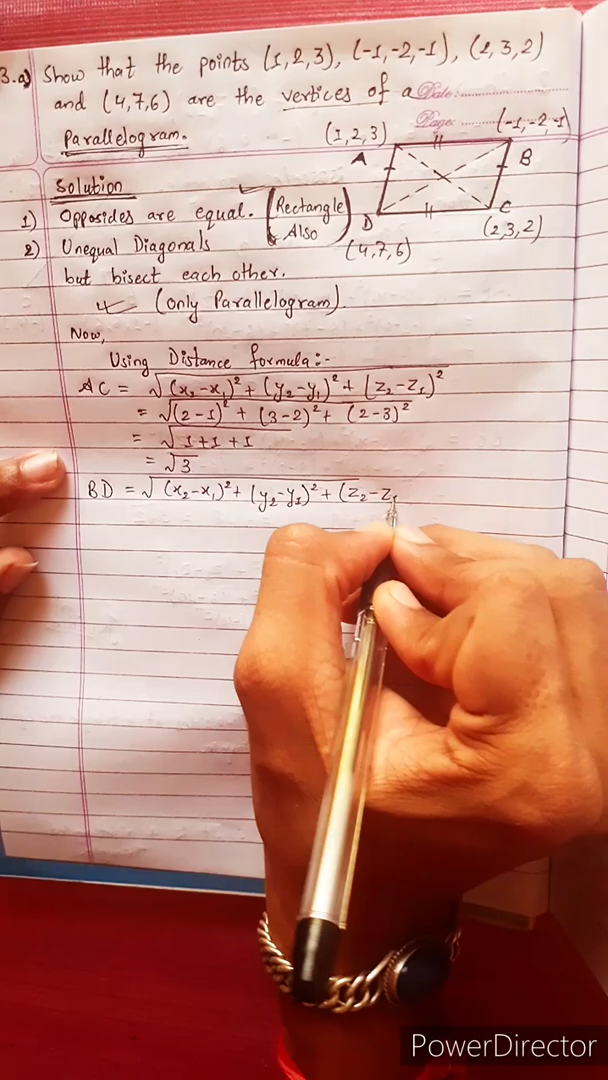 3.a) Show that the points (1,2,3), (-1,-2,-1), (2,3,2)
and (4,7,6) are the vertices of a
Date:
Parallelogram.
Page:
(1,2,3)
(-1,-2-1)
A
B
Solution
1) Opposides are equal. (Rectangle Also)
D
C
2) Unequal Diagonals
(4,7,6)
(2,3,2)
but bisect each other.
(only Parallelogram)
Now,
Using Distance formula:-
AC = √(x₂-x₁)² + (y₂-y₁)² + (z₂-z₁)²
= √(2-1)² + (3-2)² + (2-3)²
= √1+1+1
= √3
BD = √(x₂-x₁)² + (y₂-y₁)² + (z₂-z₁
PowerDirector